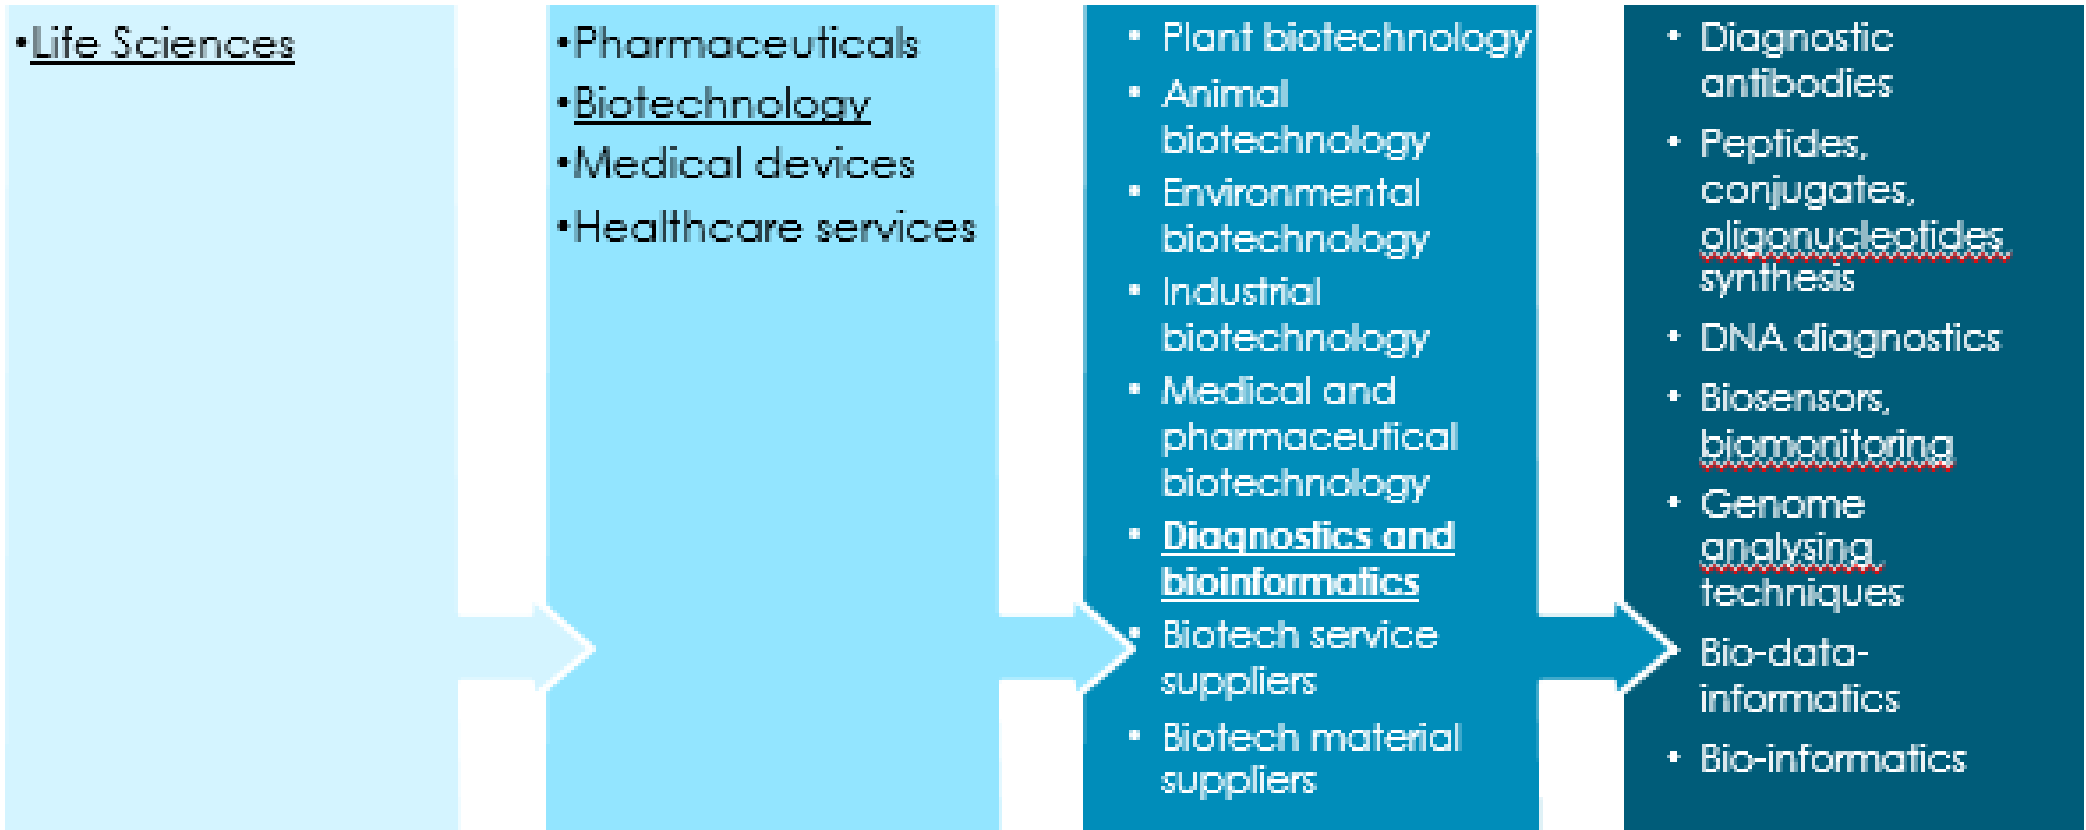 •Life Sciences
•Pharmaceuticals
•Biotechnology
•Medical devices
•Healthcare services
• Plant biotechnology
• Animal
biotechnology
• Environmental
biotechnology
• Industrial
biotechnology
• Medical and
pharmaceutical
biotechnology
• Diagnostics and
bioinformatics
• Biotech service
suppliers
• Biotech material
suppliers
• Diagnostic
antibodies
• Peptides,
conjugates,
oligonucleotides
synthesis
• DNA diagnostics
• Biosensors,
biomonitoring
• Genome
analysing
techniques
• Bio-data-
informatics
• Bio-informatics